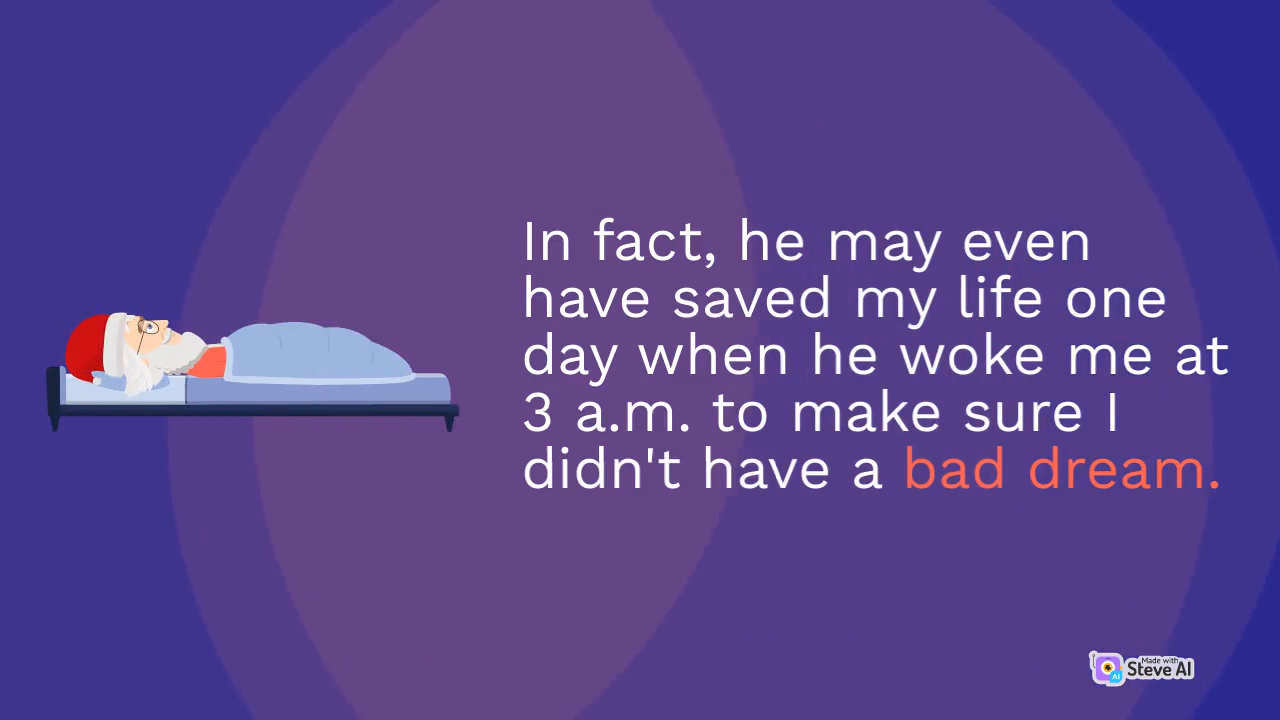 In fact, he may even
have saved my life one
day when he woke me at
3 a.m. to make sure I
didn't have a bad dream.
Made with
Steve AI
AI